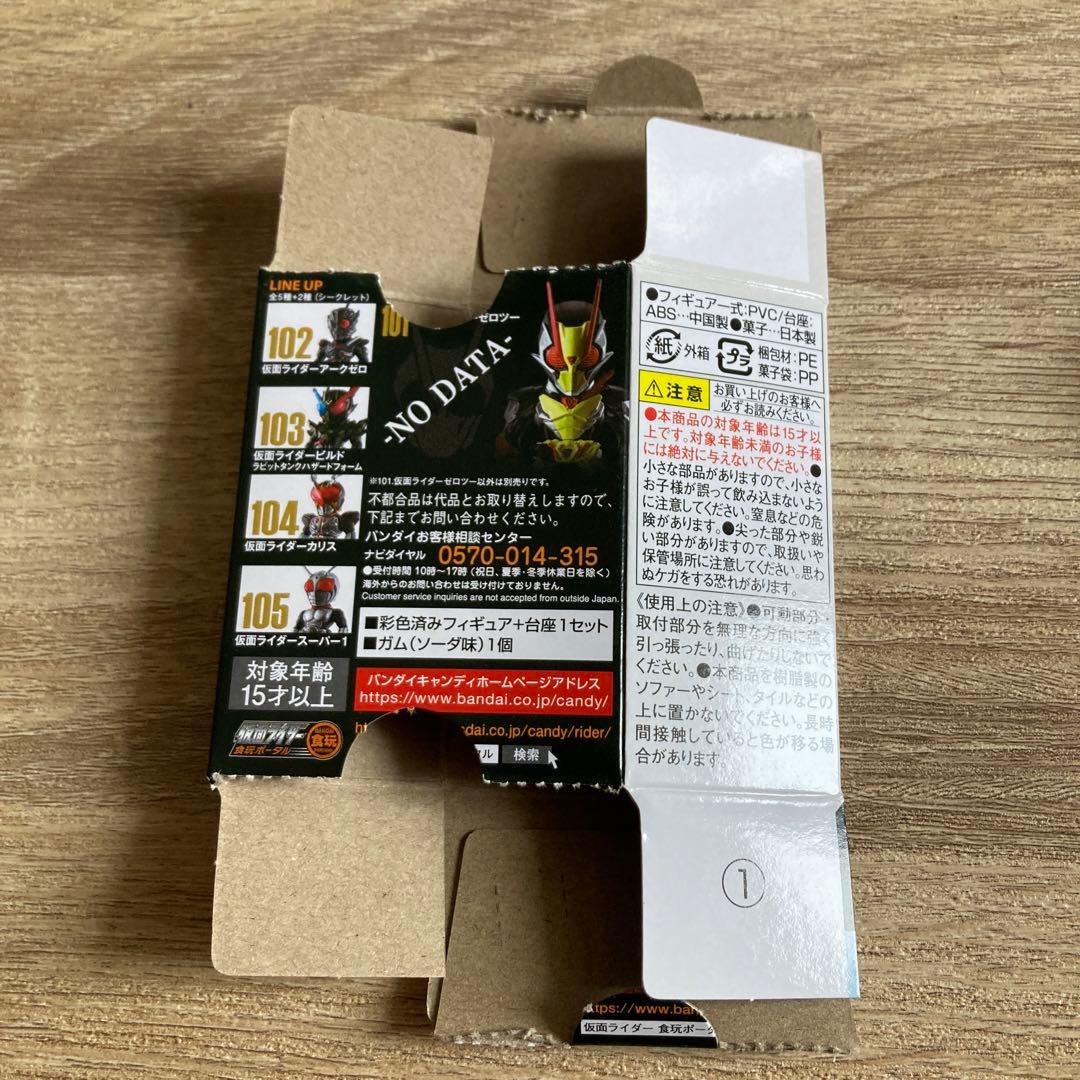 LINE UP
全5種+2種（シークレット）
102
仮面ライダーアークゼロ
103
仮面ライダービルド
ラビットタンクハザードフォーム
104
仮面ライダーカリス
105
仮面ライダースーパー1
対象年齢
15才以上
仮面ライダー
食玩ポータル
食玩
101
ゼロツー
-NO DATA-
※101.仮面ライダーゼロツー以外は別売りです。
不都合品は代品とお取り替えしますので、
下記までお問い合わせください。
バンダイお客様相談センター
ナビダイヤル 0570-014-315
●受付時間 10時～17時（祝日、夏季・冬季休業日を除く）
海外からのお問い合わせは受け付けておりません。
Customer service inquiries are not accepted from outside Japan.
■彩色済みフィギュア+台座1セット
■ガム（ソーダ味）1個
バンダイキャンディホームページアドレス
https://www.bandai.co.jp/candy/
ndai.co.jp/candy/rider/
ル 検索
●フィギュア一式:PVC/台座:
ABS…中国製●菓子…日本製
紙 外箱 プラ 梱包材:PE
菓子袋:PP
注意 お買い上げのお客様へ
必ずお読みください。
●本商品の対象年齢は15才以
上です。対象年齢未満のお子様
には絶対に与えないでください。●
小さな部品がありますので、小さな
お子様が誤って飲み込まないよう
に注意してください。窒息などの危
険があります。●尖った部分や鋭
い部分がありますので、取扱いや
保管場所に注意してください。思わ
ぬケガをする恐れがあります。
《使用上の注意》●可動部分・
取付部分を無理な方向に強く
引っ張ったり、曲げたりしないで
ください。●本商品を樹脂製の
ソファーやシート、タイルなどの
上に置かないでください。長時
間接触していると色が移る場
合があります。
①
ttps://www.ban
仮面ライダー 食玩ポータ